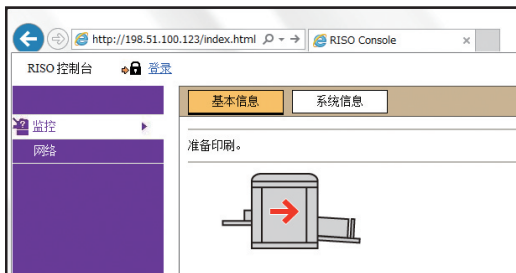 http://198.51.100.123/index.html
RISO Console
RISO 控制台
登录
基本信息
系统信息
监控
网络
准备印刷。